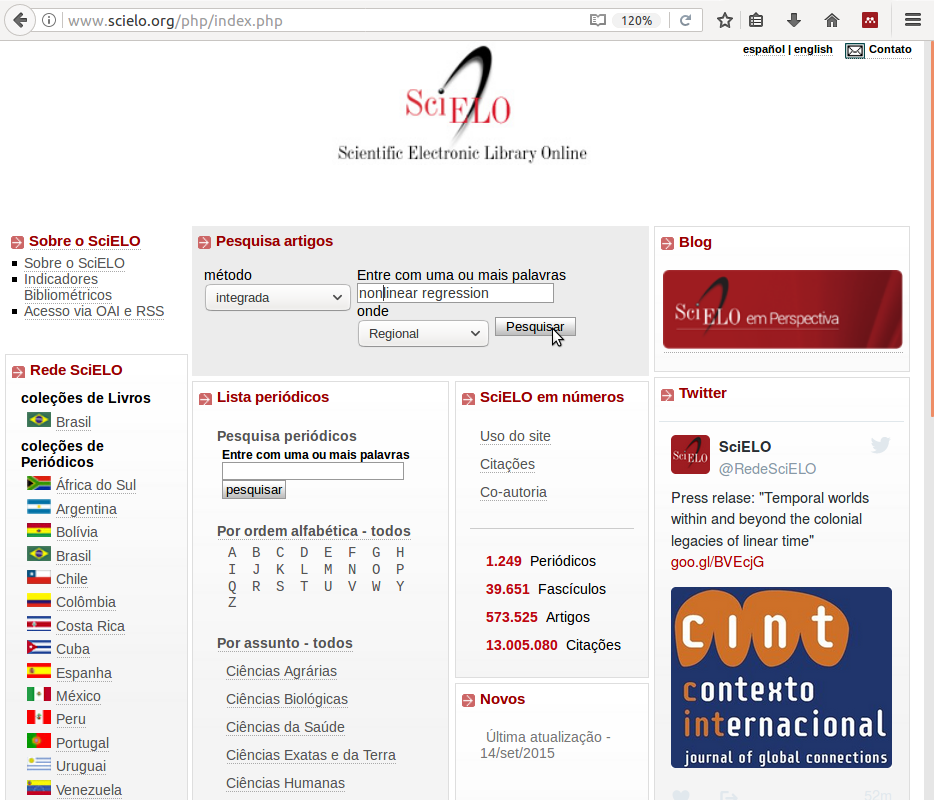 www.scielo.org/php/index.php
120%
español | english
Contato
SciELO
Scientific Electronic Library Online
Sobre o SciELO
Sobre o SciELO
Indicadores
Bibliométricos
Acesso via OAI e RSS
Rede SciELO
coleções de Livros
Brasil
coleções de
Periódicos
África do Sul
Argentina
Bolívia
Brasil
Chile
Colômbia
Costa Rica
Cuba
Espanha
México
Peru
Portugal
Uruguai
Venezuela
Pesquisa artigos
método
integrada
Entre com uma ou mais palavras
nonlinear regression
onde
Regional
Pesquisar
Lista periódicos
Pesquisa periódicos
Entre com uma ou mais palavras
pesquisar
Por ordem alfabética - todos
A B C D E F G H
I J K L M N O P
Q R S T U V W Y
Z
Por assunto - todos
Ciências Agrárias
Ciências Biológicas
Ciências da Saúde
Ciências Exatas e da Terra
Ciências Humanas
SciELO em números
Uso do site
Citações
Co-autoria
1.249 Periódicos
39.651 Fascículos
573.525 Artigos
13.005.080 Citações
Novos
Última atualização -
14/set/2015
Blog
SciELO em Perspectiva
Twitter
SciELO
SciELO
@RedeSciELO
Press relase: "Temporal worlds
within and beyond the colonial
legacies of linear time"
goo.gl/BVEcjG
cint
contexto
internacional
journal of global connections
52m